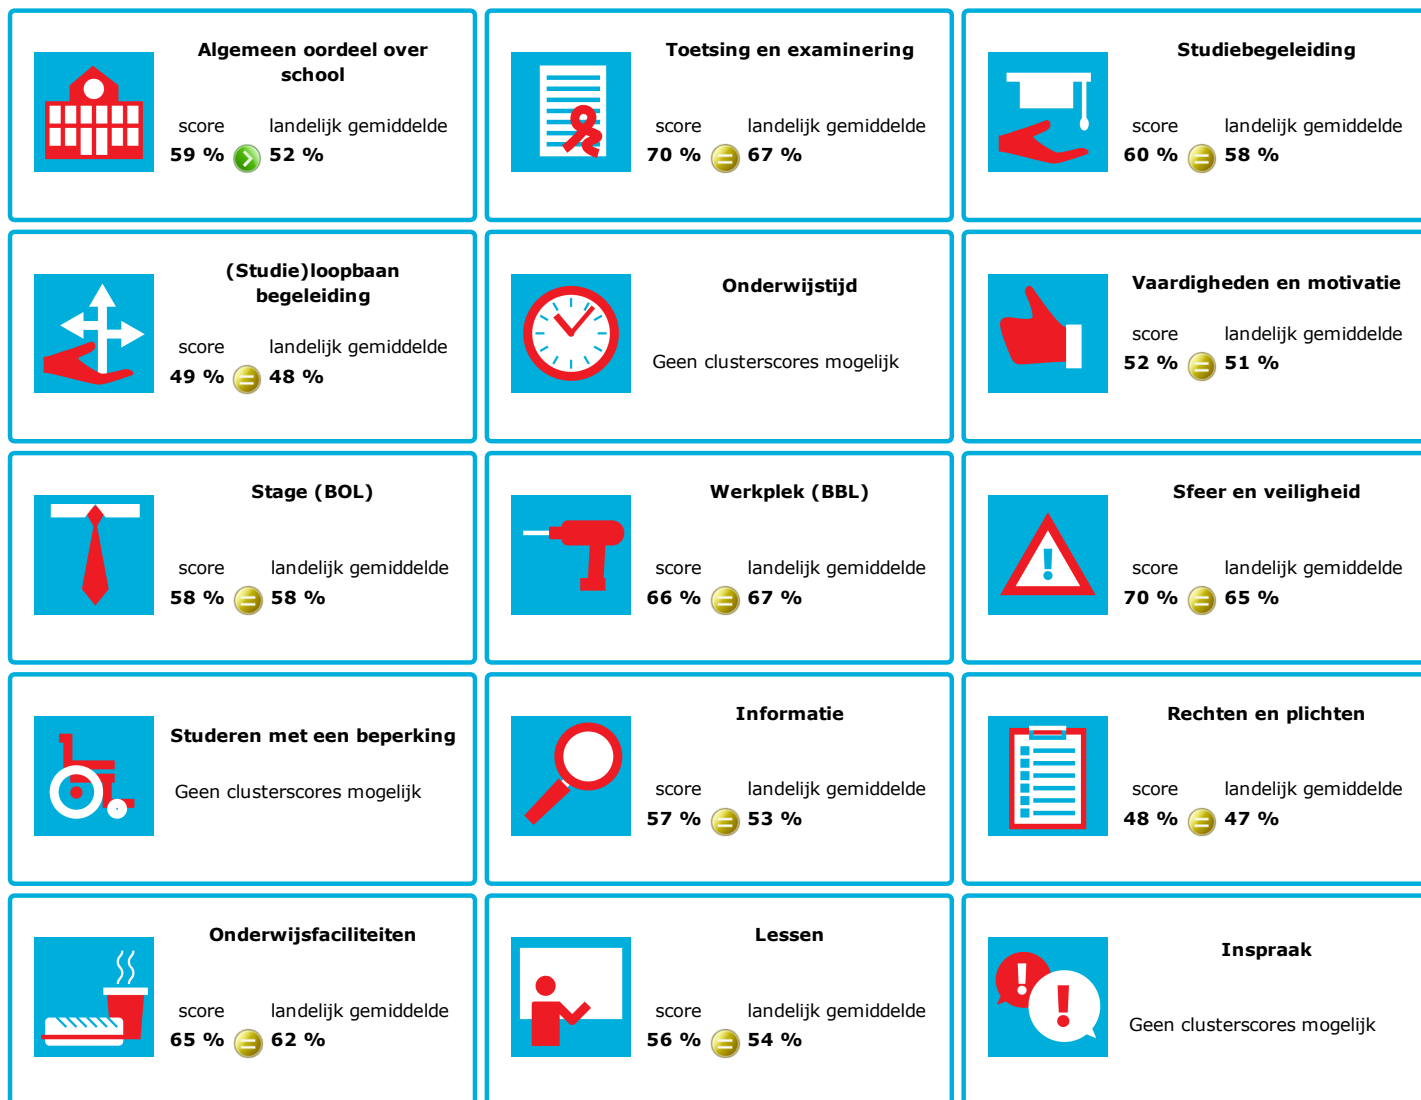 Algemeen oordeel over
school
score landelijk gemiddelde
59 % 52 %
Toetsing en examinering
score landelijk gemiddelde
70 % = 67 %
Studiebegeleiding
score landelijk gemiddelde
60 % = 58 %
(Studie)loopbaan
begeleiding
score landelijk gemiddelde
49 % = 48 %
Onderwijstijd
Geen clusterscores mogelijk
Vaardigheden en motivatie
score landelijk gemiddelde
52 % = 51 %
Stage (BOL)
score landelijk gemiddelde
58 % = 58 %
Werkplek (BBL)
score landelijk gemiddelde
66 % = 67 %
Sfeer en veiligheid
score landelijk gemiddelde
70 % = 65 %
Studeren met een beperking
Geen clusterscores mogelijk
Informatie
score landelijk gemiddelde
57 % = 53 %
Rechten en plichten
score landelijk gemiddelde
48 % = 47 %
Onderwijsfaciliteiten
score landelijk gemiddelde
65 % = 62 %
Lessen
score landelijk gemiddelde
56 % = 54 %
Inspraak
Geen clusterscores mogelijk